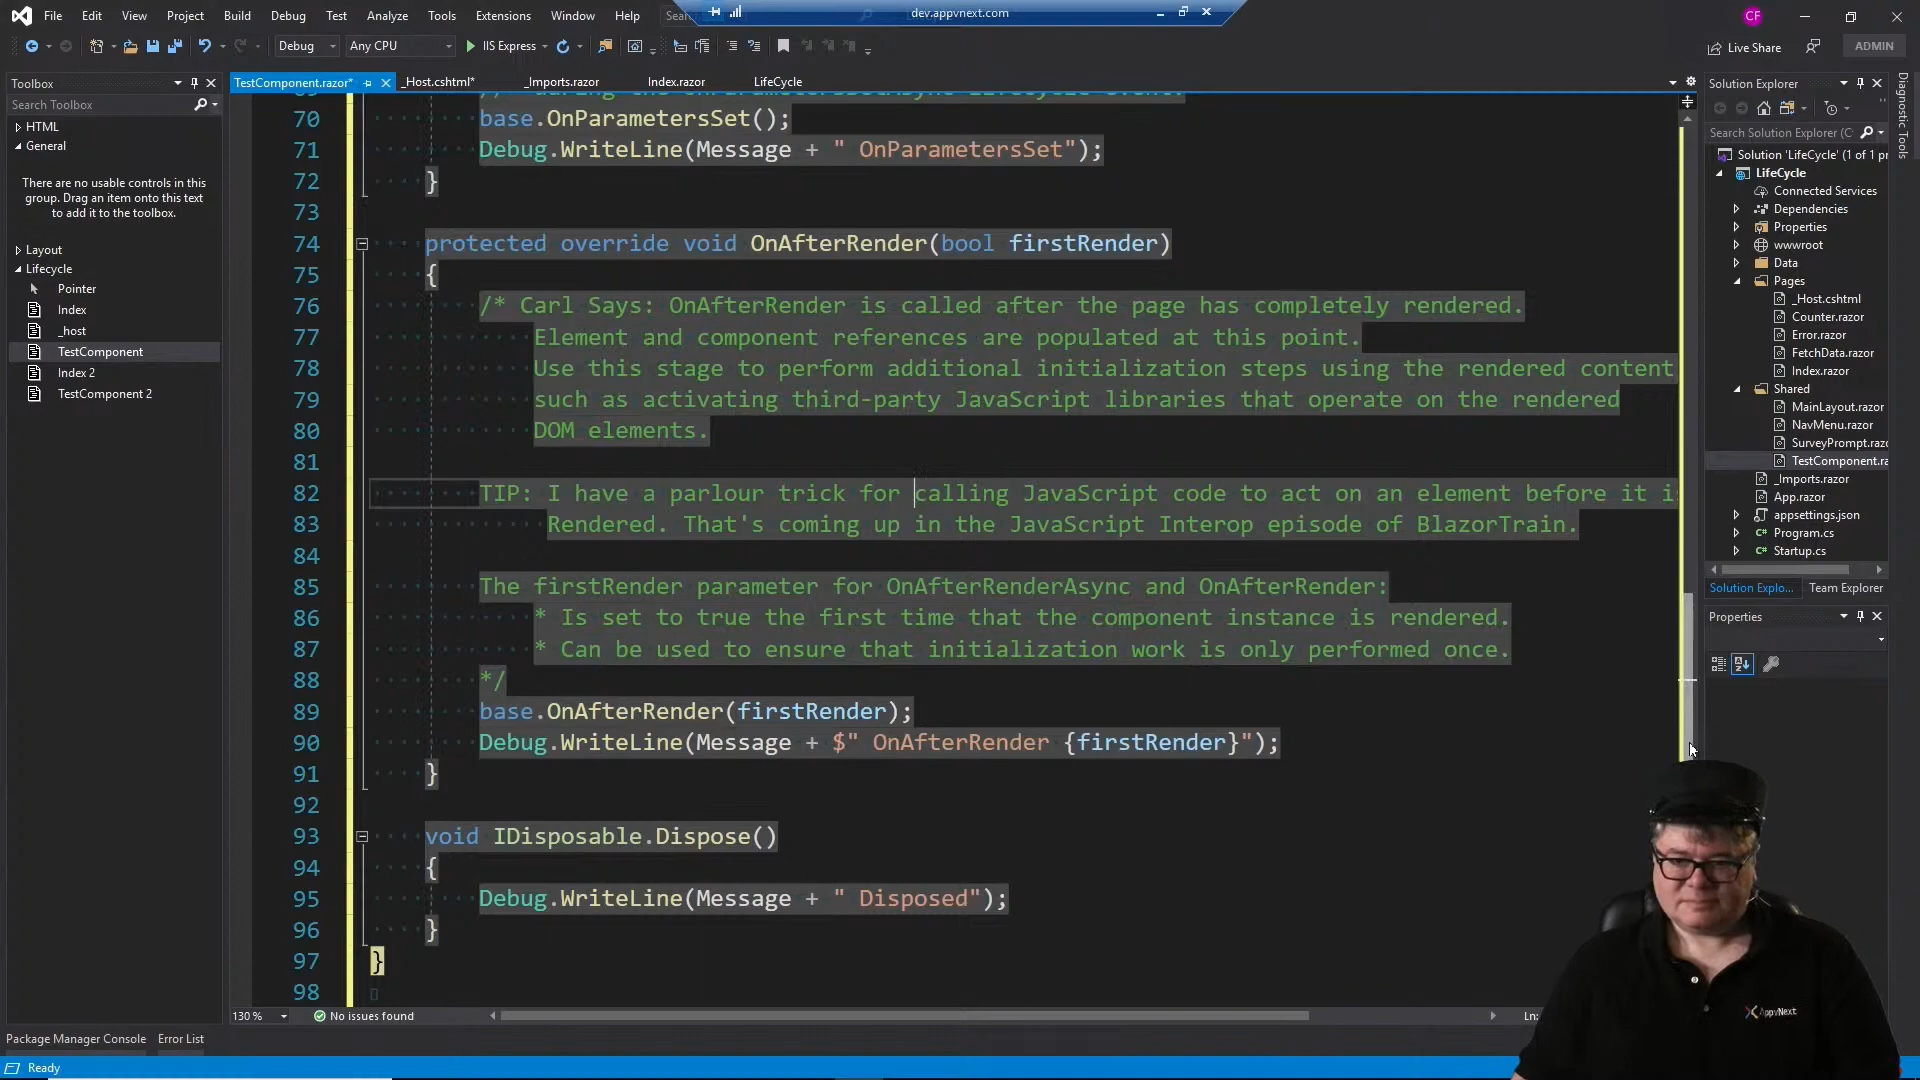 File Edit View Project Build Debug Test Analyze Tools Extensions Window Help
dev.appvnext.com
CF
Debug Any CPU IIS Express
Live Share
ADMIN
Toolbox
Search Toolbox
HTML
General
There are no usable controls in this
group. Drag an item onto this text
to add it to the toolbox.
Layout
Lifecycle
Pointer
Index
_host
TestComponent
Index 2
TestComponent 2
TestComponent.razor* _Host.cshtml* _Imports.razor Index.razor LifeCycle
70 base.OnParametersSet();
71 Debug.WriteLine(Message + " OnParametersSet");
72 }
73
74 protected override void OnAfterRender(bool firstRender)
75 {
76 /* Carl Says: OnAfterRender is called after the page has completely rendered.
77 Element and component references are populated at this point.
78 Use this stage to perform additional initialization steps using the rendered content
79 such as activating third-party JavaScript libraries that operate on the rendered
80 DOM elements.
81
82 TIP: I have a parlour trick for calling JavaScript code to act on an element before it is
83 Rendered. That's coming up in the JavaScript Interop episode of BlazorTrain.
84
85 The firstRender parameter for OnAfterRenderAsync and OnAfterRender:
86 * Is set to true the first time that the component instance is rendered.
87 * Can be used to ensure that initialization work is only performed once.
88 */
89 base.OnAfterRender(firstRender);
90 Debug.WriteLine(Message + $" OnAfterRender {firstRender}");
91 }
92
93 void IDisposable.Dispose()
94 {
95 Debug.WriteLine(Message + " Disposed");
96 }
97 }
98
130 % No issues found
Ln:
Solution Explorer
Search Solution Explorer (C
Solution 'LifeCycle' (1 of 1 pr
LifeCycle
Connected Services
Dependencies
Properties
wwwroot
Data
Pages
_Host.cshtml
Counter.razor
Error.razor
FetchData.razor
Index.razor
Shared
MainLayout.razor
NavMenu.razor
SurveyPrompt.razo
TestComponent.ra
_Imports.razor
App.razor
appsettings.json
Program.cs
Startup.cs
Solution Explo... Team Explorer
Properties
Diagnostic Tools
AppvNext
Package Manager Console Error List
Ready